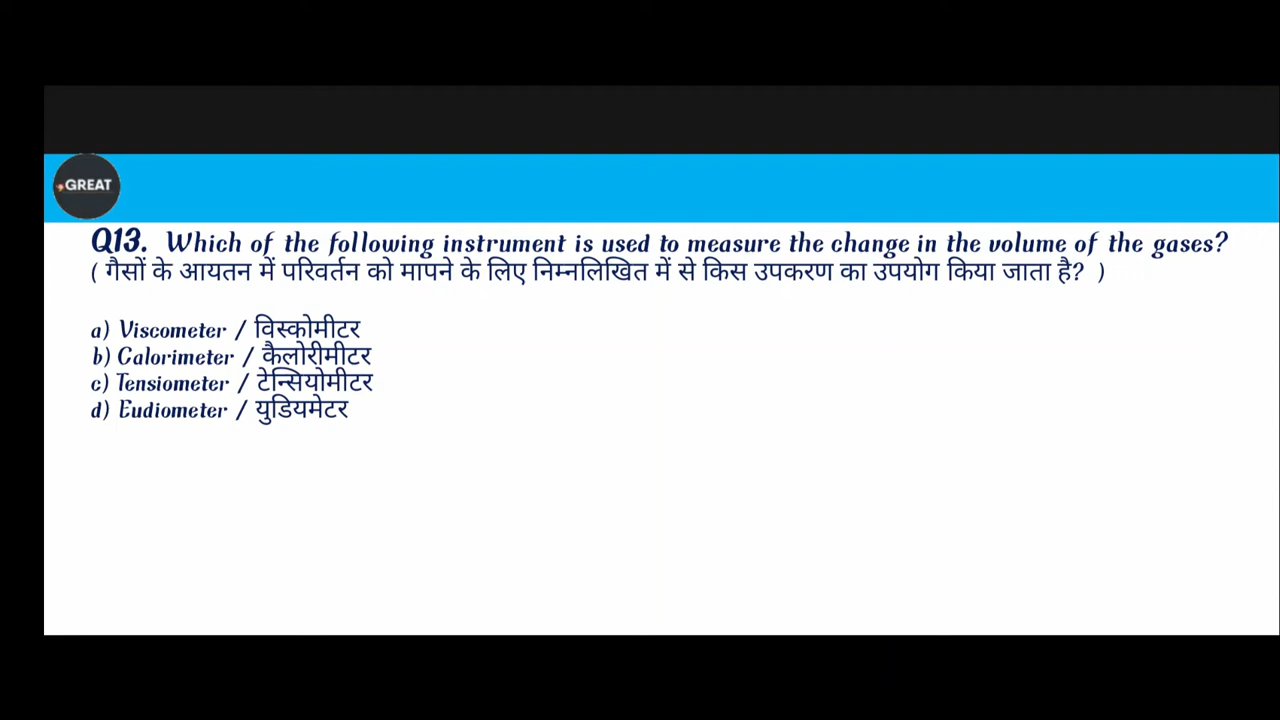 GREAT
Q13. Which of the following instrument is used to measure the change in the volume of the gases?
( गैसों के आयतन में परिवर्तन को मापने के लिए निम्नलिखित में से किस उपकरण का उपयोग किया जाता है? )
a) Viscometer / विस्कोमीटर
b) Calorimeter / कैलोरीमीटर
c) Tensiometer / टेन्सियोमीटर
d) Eudiometer / युडियमेटर